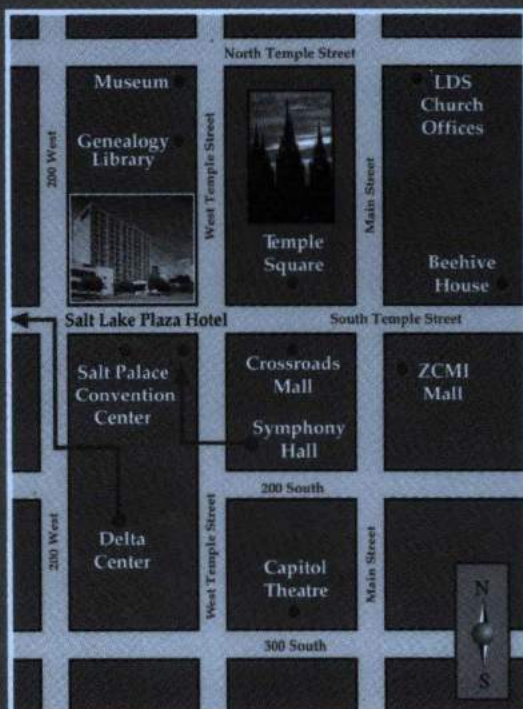 North Temple Street
Museum
Genealogy
Library
200 West
West Temple Street
Temple
Square
Main Street
LDS
Church
Offices
Beehive
House
Salt Lake Plaza Hotel
South Temple Street
Salt Palace
Convention
Center
Crossroads
Mall
Symphony
Hall
ZCMI
Mall
200 South
Delta
Center
200 West
West Temple Street
Capitol
Theatre
Main Street
300 South
N
S